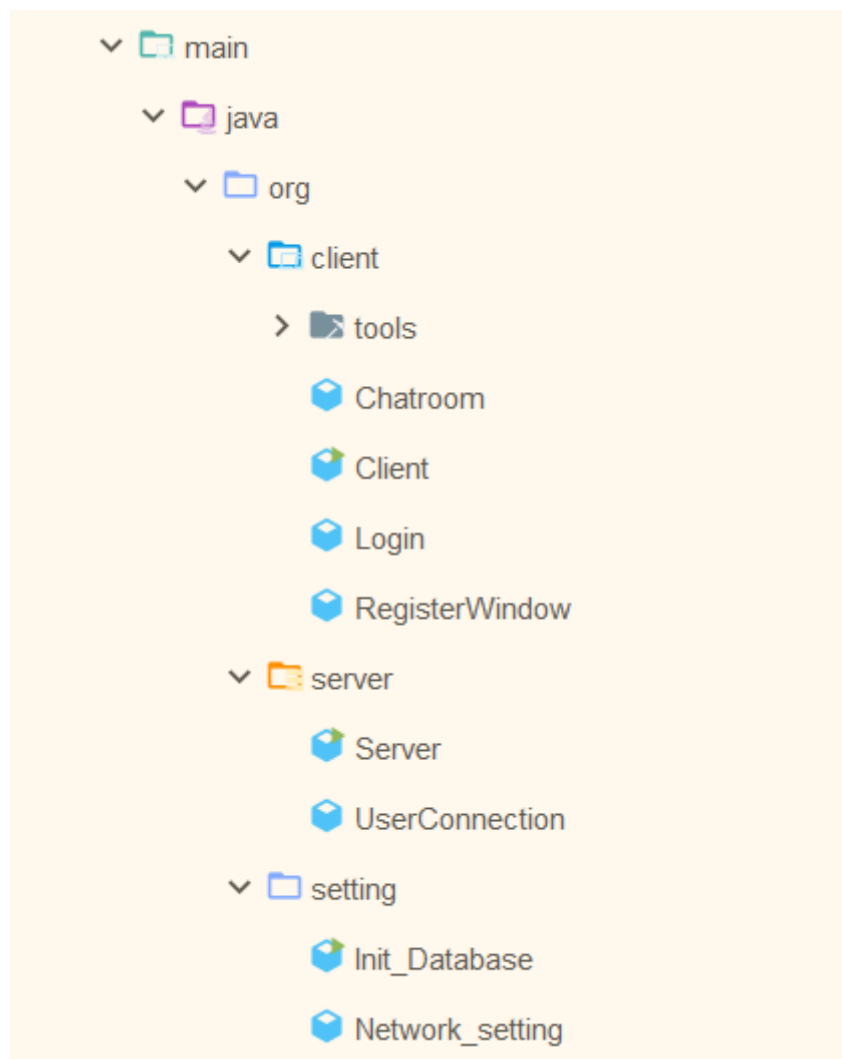 main
java
org
client
tools
Chatroom
Client
Login
RegisterWindow
server
Server
UserConnection
setting
Init_Database
Network_setting